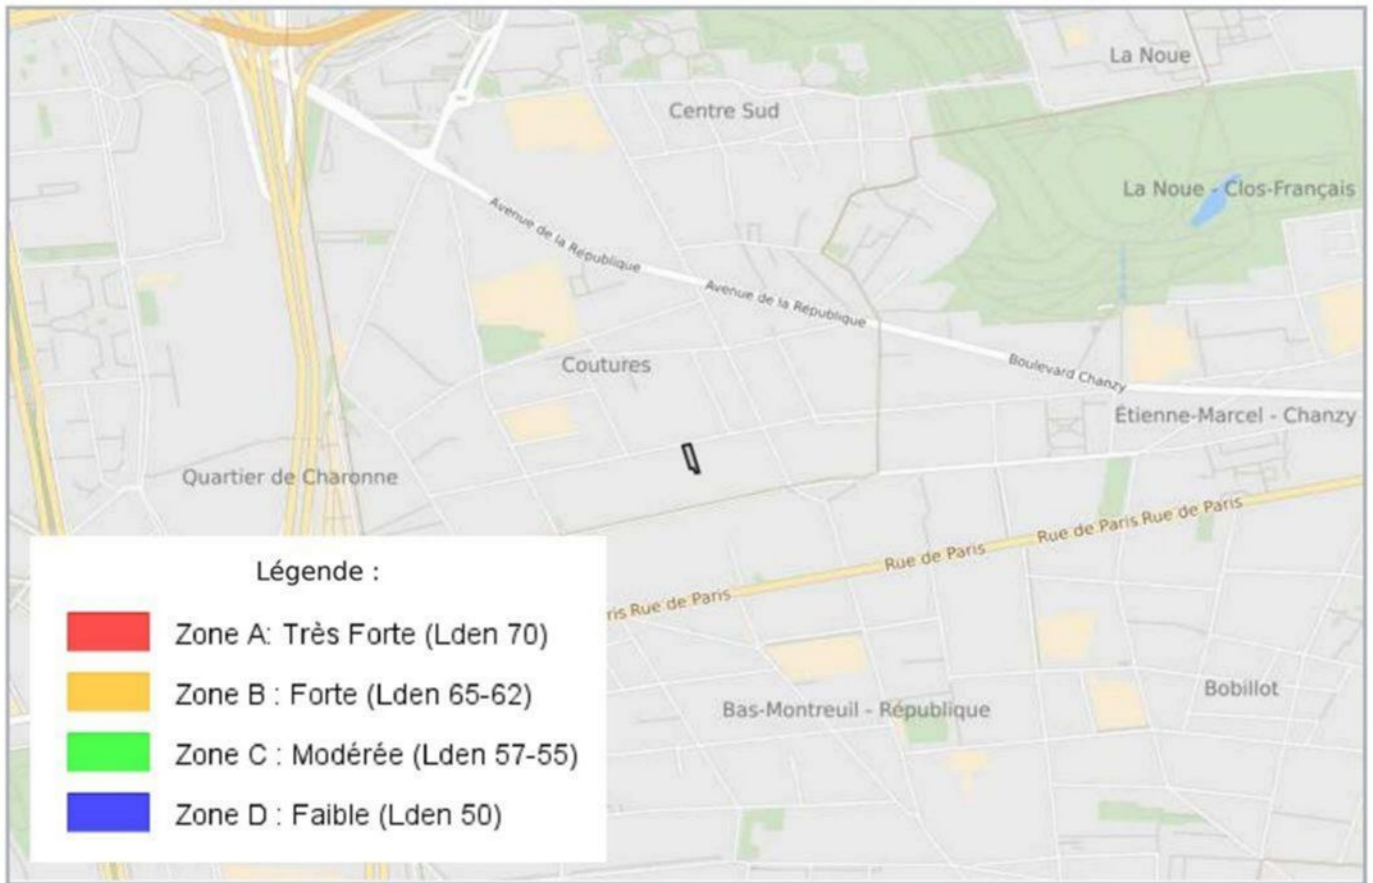 La Noue
Centre Sud
La Noue - Clos-Français
Avenue de la République
Avenue de la République
Boulevard Chanzy
Coutures
Étienne-Marcel - Chanzy
Quartier de Charonne
Rue de Paris Rue de Paris
Rue de Paris
ris Rue de Paris
Légende :
Zone A: Très Forte (Lden 70)
Zone B : Forte (Lden 65-62)
Zone C : Modérée (Lden 57-55)
Zone D : Faible (Lden 50)
Bobillot
Bas-Montreuil - République